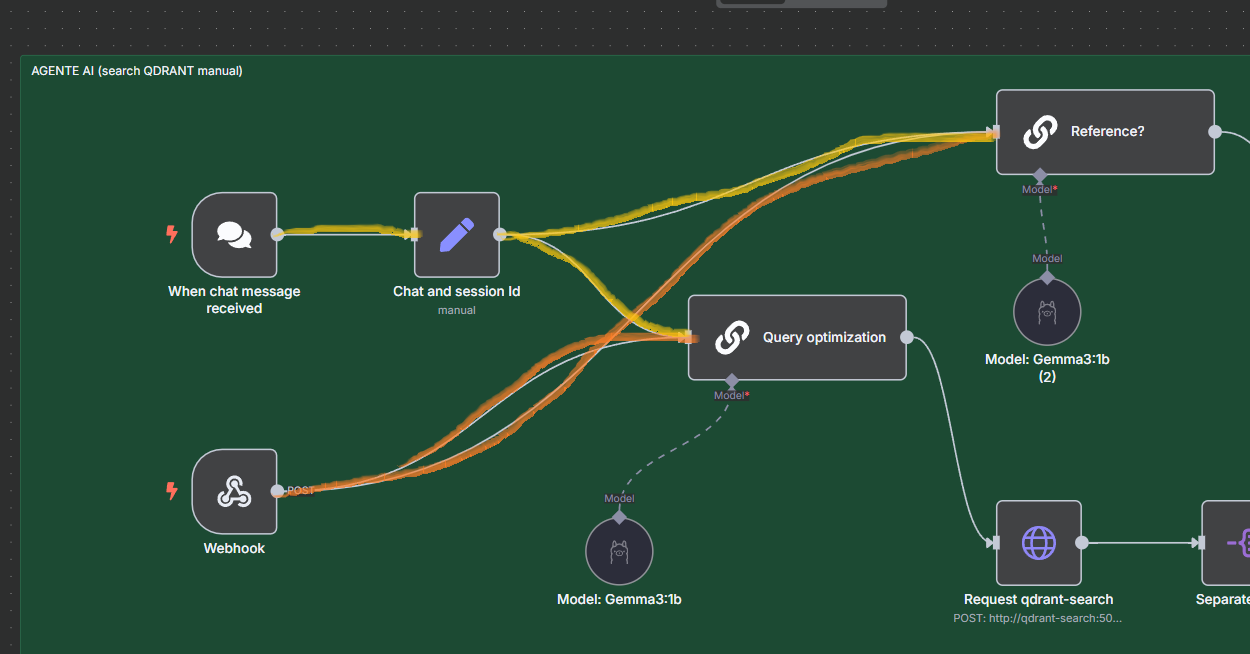 AGENTE AI (search QDRANT manual)
Reference?
Model*
Model
Model: Gemma3:1b
(2)
When chat message
received
Chat and session Id
manual
Query optimization
Model*
Model
Model: Gemma3:1b
POST
Webhook
Request qdrant-search
POST: http://qdrant-search:50...
Separate